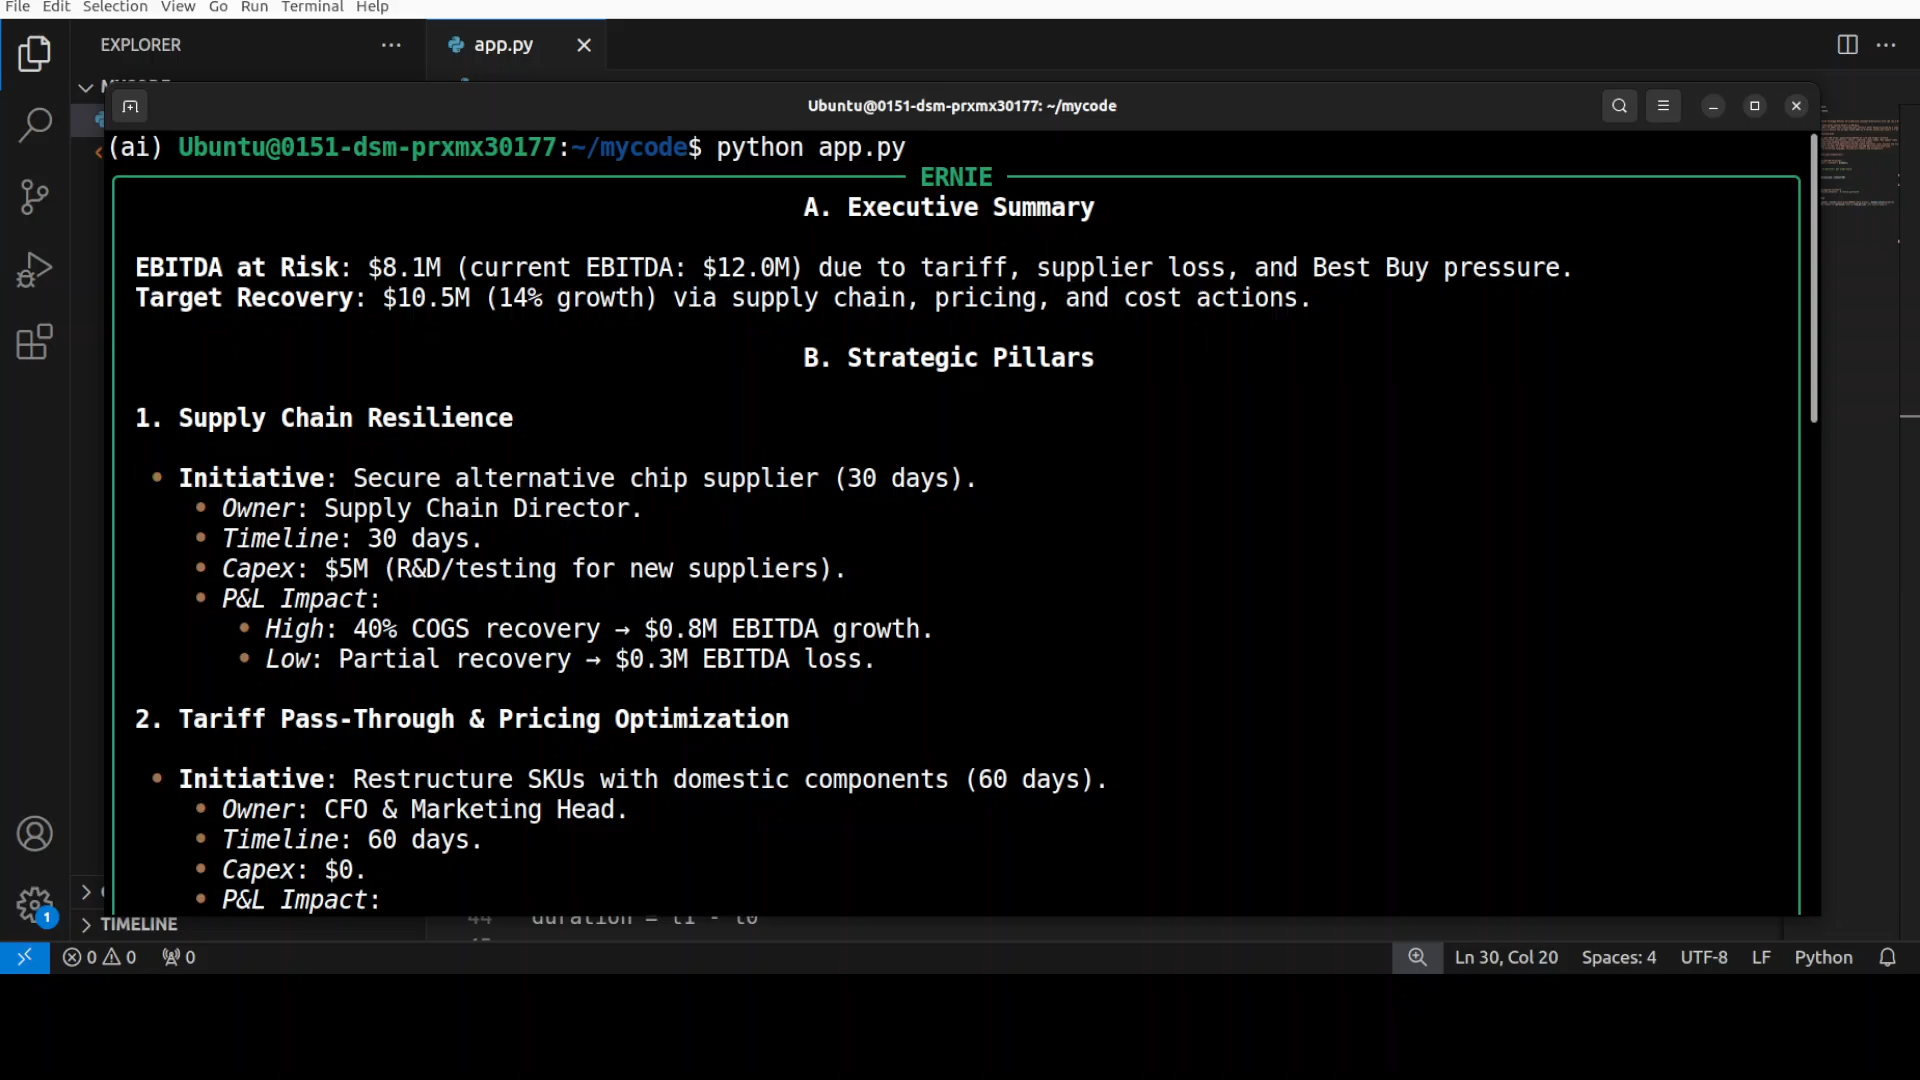 File Edit Selection View Go Run Terminal Help
EXPLORER
app.py
Ubuntu@0151-dsm-prxmx30177: ~/mycode
(ai) Ubuntu@0151-dsm-prxmx30177:~/mycode$ python app.py
ERNIE
A. Executive Summary
EBITDA at Risk: $8.1M (current EBITDA: $12.0M) due to tariff, supplier loss, and Best Buy pressure.
Target Recovery: $10.5M (14% growth) via supply chain, pricing, and cost actions.
B. Strategic Pillars
1. Supply Chain Resilience
• Initiative: Secure alternative chip supplier (30 days).
• Owner: Supply Chain Director.
• Timeline: 30 days.
• Capex: $5M (R&D/testing for new suppliers).
• P&L Impact:
• High: 40% COGS recovery → $0.8M EBITDA growth.
• Low: Partial recovery → $0.3M EBITDA loss.
2. Tariff Pass-Through & Pricing Optimization
• Initiative: Restructure SKUs with domestic components (60 days).
• Owner: CFO & Marketing Head.
• Timeline: 60 days.
• Capex: $0.
• P&L Impact:
44 duration = t1 - t0
TIMELINE
1
0 0 0
Ln 30, Col 20 Spaces: 4 UTF-8 LF Python